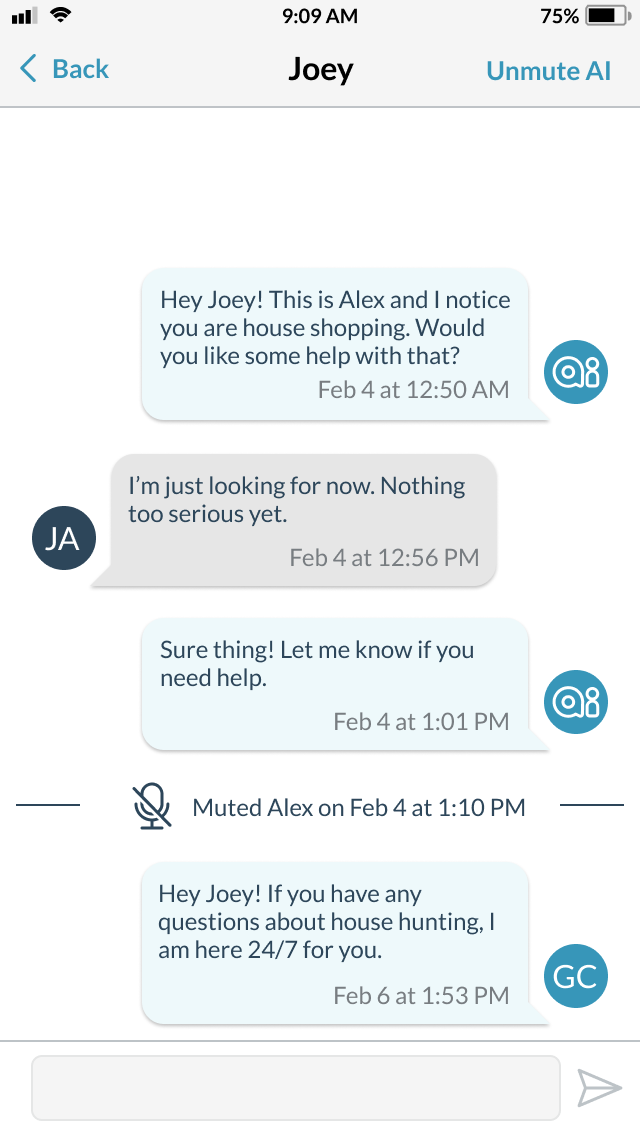 9:09 AM
75%
Back
Joey
Unmute AI
Hey Joey! This is Alex and I notice
you are house shopping. Would
you like some help with that?
Feb 4 at 12:50 AM
I’m just looking for now. Nothing
too serious yet.
JA
Feb 4 at 12:56 PM
Sure thing! Let me know if you
need help.
Feb 4 at 1:01 PM
Muted Alex on Feb 4 at 1:10 PM
Hey Joey! If you have any
questions about house hunting, I
am here 24/7 for you.
GC
Feb 6 at 1:53 PM